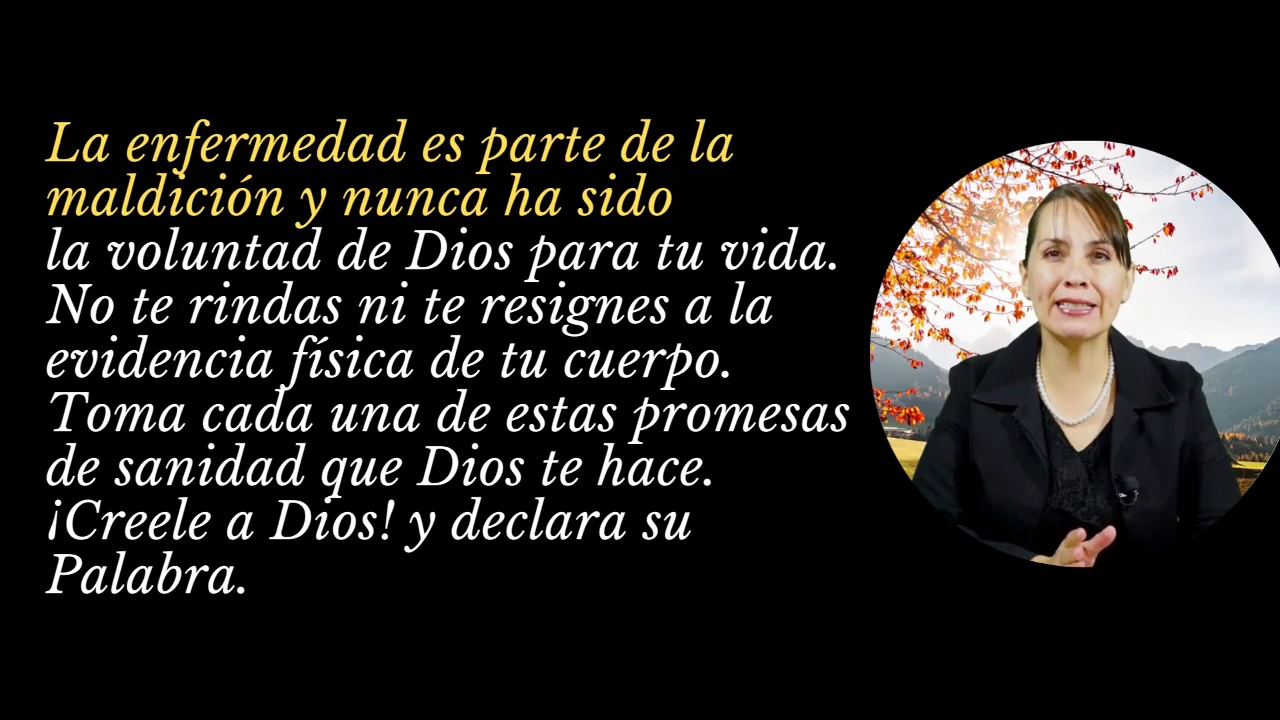 La enfermedad es parte de la
maldición y nunca ha sido
la voluntad de Dios para tu vida.
No te rindas ni te resignes a la
evidencia física de tu cuerpo.
Toma cada una de estas promesas
de sanidad que Dios te hace.
¡Creele a Dios! y declara su
Palabra.